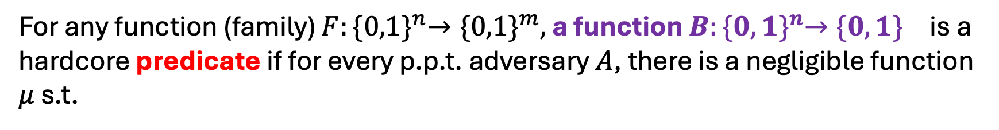 For any function (family) F: {0,1}ⁿ → {0,1}ᵐ, a function B: {0, 1}ⁿ → {0, 1} is a
hardcore predicate if for every p.p.t. adversary A, there is a negligible function
μ s.t.